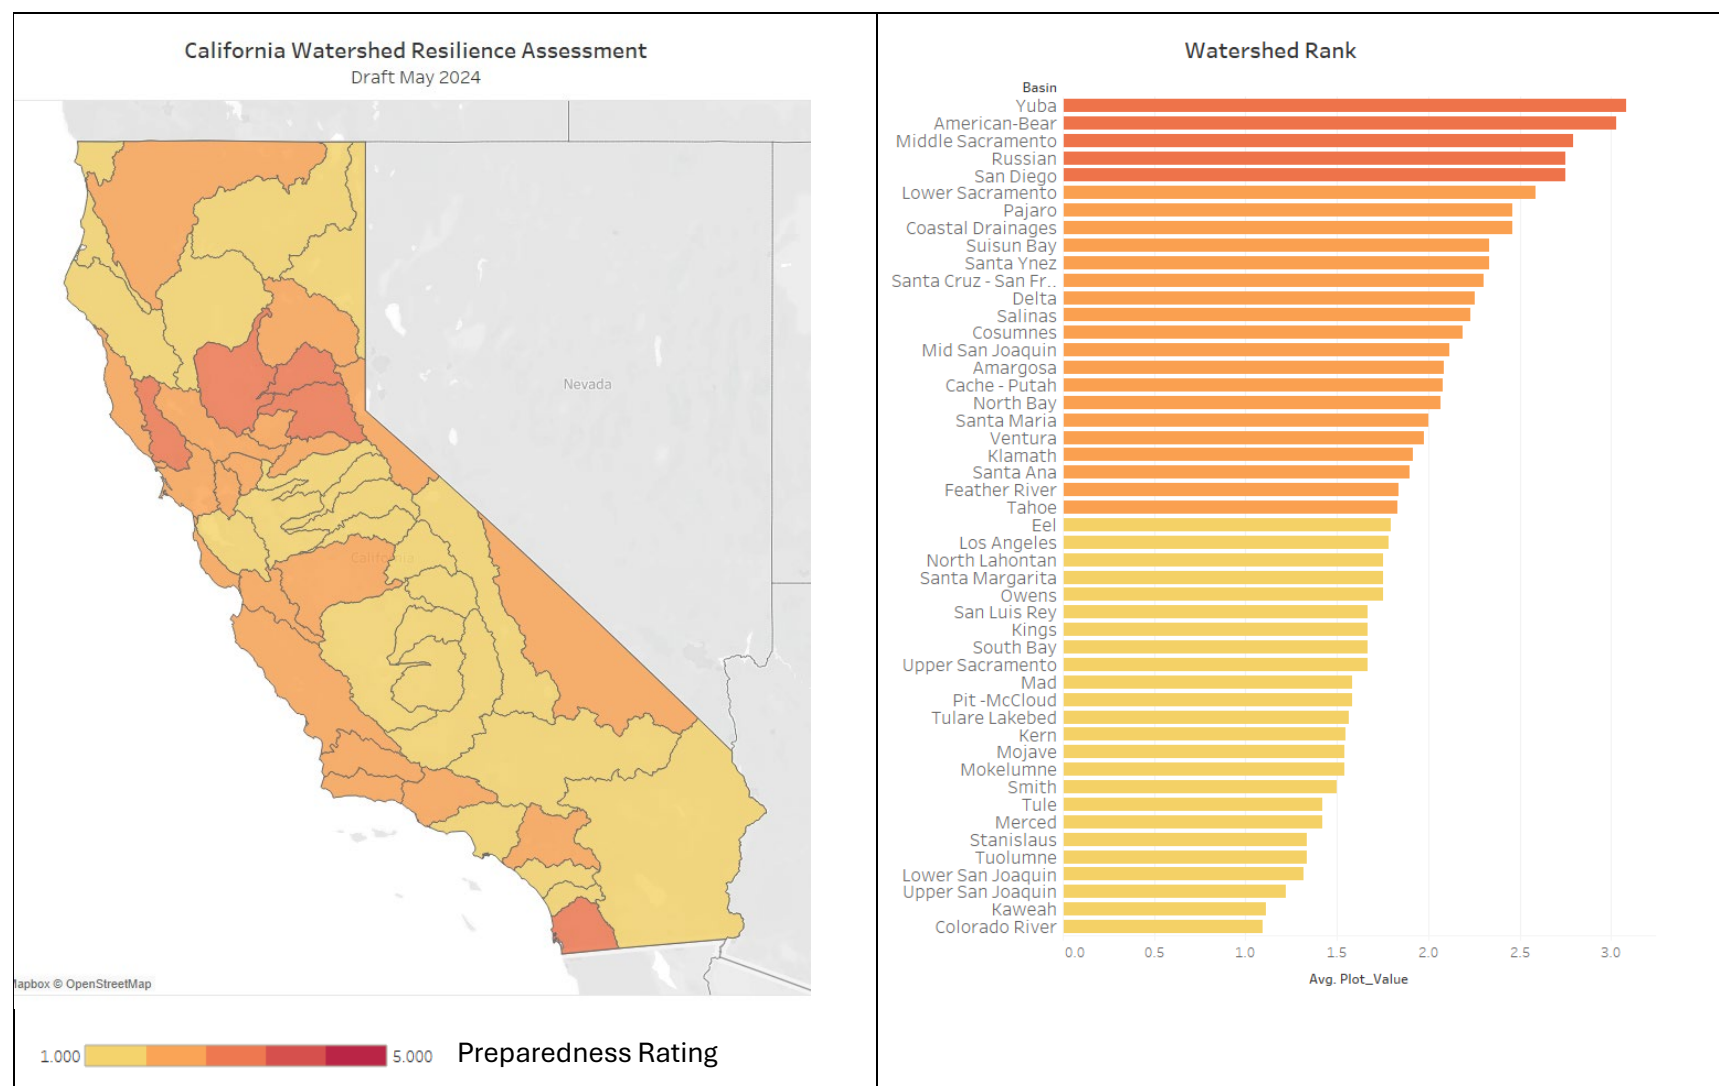 California Watershed Resilience Assessment
Draft May 2024
Nevada
California
Mapbox © OpenStreetMap
1.000
5.000
Preparedness Rating
Watershed Rank
Basin
Yuba
American-Bear
Middle Sacramento
Russian
San Diego
Lower Sacramento
Pajaro
Coastal Drainages
Suisun Bay
Santa Ynez
Santa Cruz - San Fr..
Delta
Salinas
Cosumnes
Mid San Joaquin
Amargosa
Cache - Putah
North Bay
Santa Maria
Ventura
Klamath
Santa Ana
Feather River
Tahoe
Eel
Los Angeles
North Lahontan
Santa Margarita
Owens
San Luis Rey
Kings
South Bay
Upper Sacramento
Mad
Pit -McCloud
Tulare Lakebed
Kern
Mojave
Mokelumne
Smith
Tule
Merced
Stanislaus
Tuolumne
Lower San Joaquin
Upper San Joaquin
Kaweah
Colorado River
0.0 0.5 1.0 1.5 2.0 2.5 3.0
Avg. Plot_Value